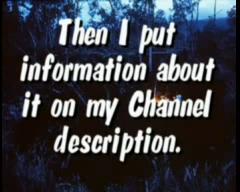 Then I put
information about
it on my Channel
description.